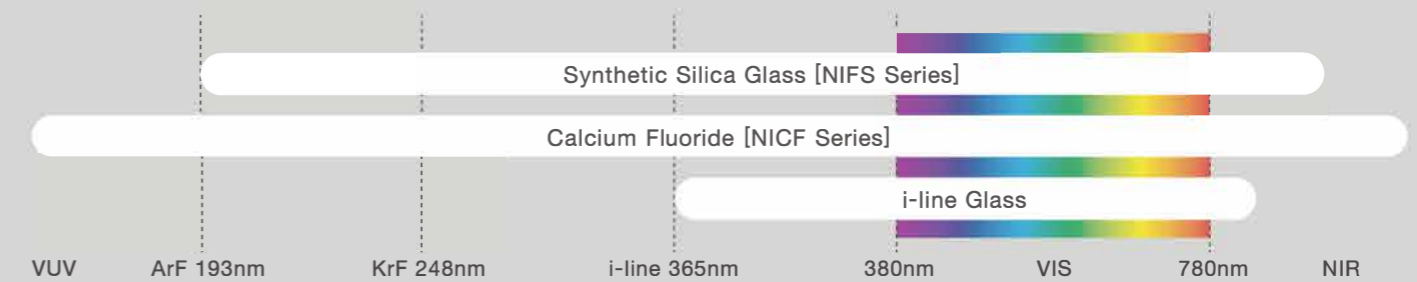 Synthetic Silica Glass [NIFS Series]
Calcium Fluoride [NICF Series]
i-line Glass
VUV ArF 193nm KrF 248nm i-line 365nm 380nm VIS 780nm NIR